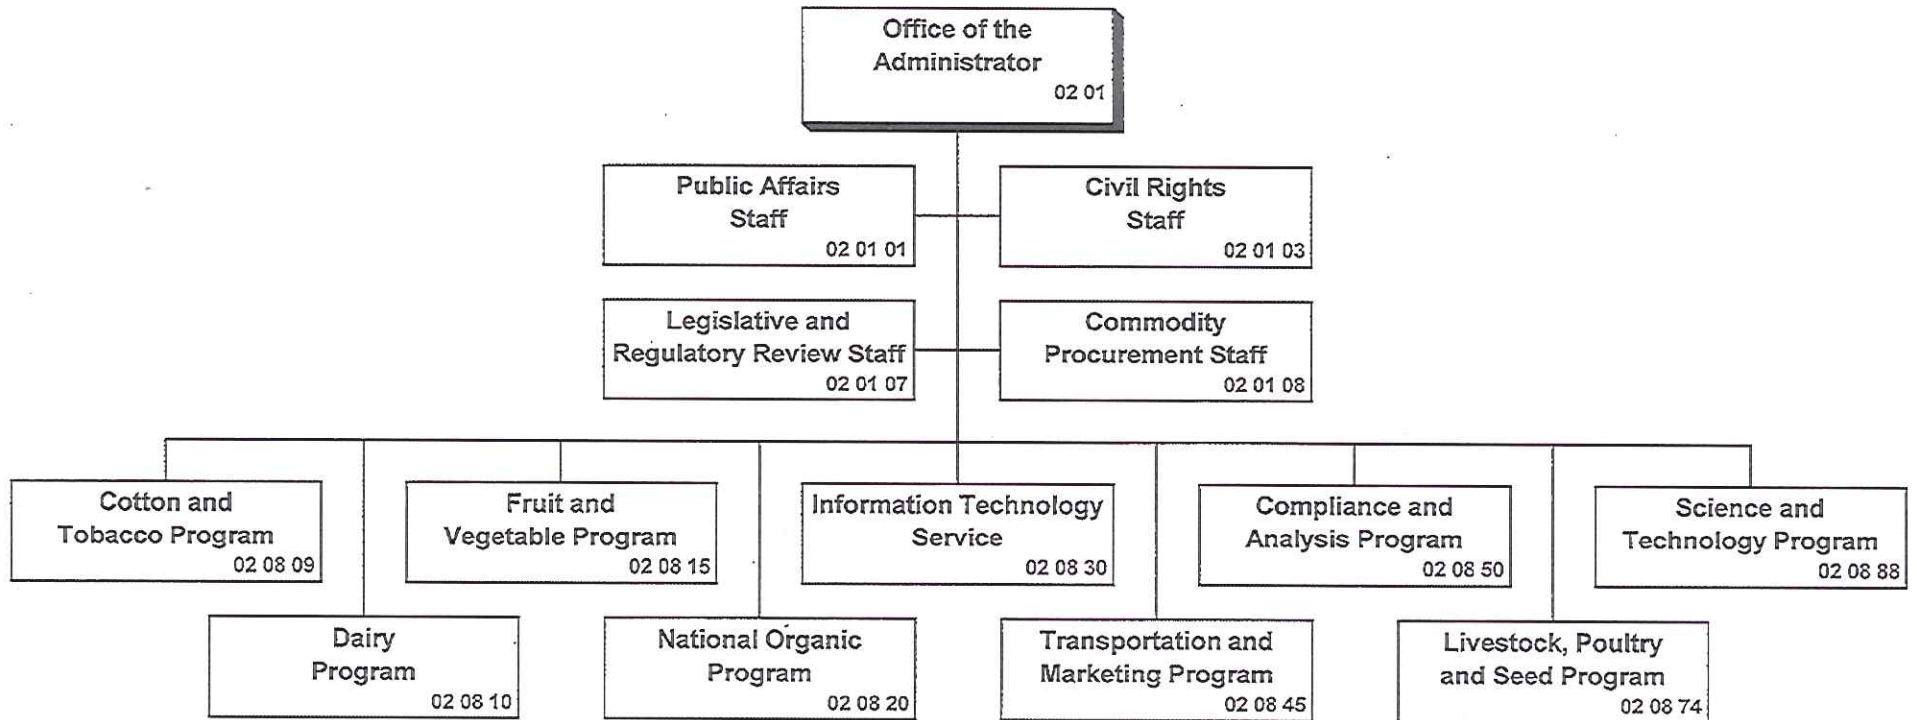 Office of the
Administrator
02 01
Public Affairs
Staff
02 01 01
Civil Rights
Staff
02 01 03
Legislative and
Regulatory Review Staff
02 01 07
Commodity
Procurement Staff
02 01 08
Cotton and
Tobacco Program
02 08 09
Fruit and
Vegetable Program
02 08 15
Information Technology
Service
02 08 30
Compliance and
Analysis Program
02 08 50
Science and
Technology Program
02 08 88
Dairy
Program
02 08 10
National Organic
Program
02 08 20
Transportation and
Marketing Program
02 08 45
Livestock, Poultry
and Seed Program
02 08 74